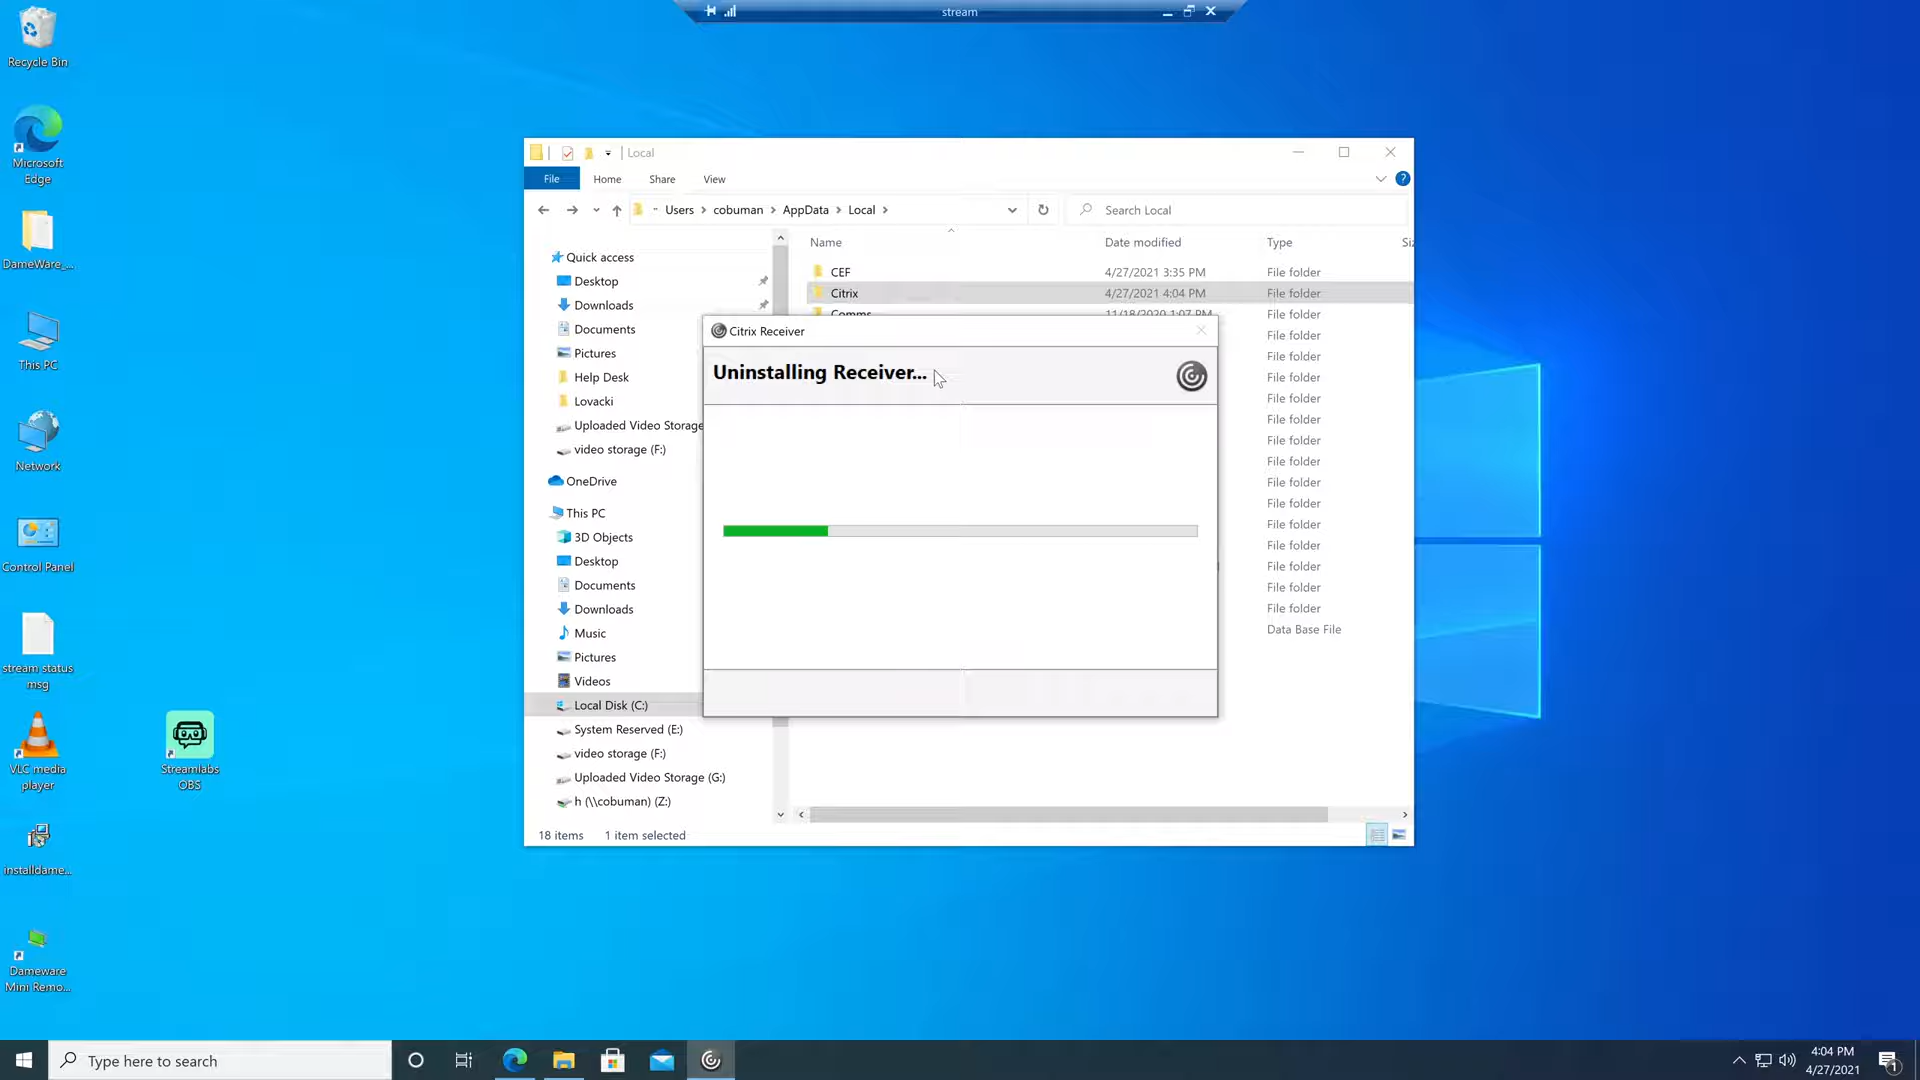 stream
Recycle Bin
Microsoft
Edge
DameWare_...
This PC
Network
Control Panel
stream status
msg
VLC media
player
Streamlabs
OBS
installdame...
Dameware
Mini Remo...
Local
File
Home
Share
View
Users
cobuman
AppData
Local
Search Local
Name
Date modified
Type
Siz
Quick access
Desktop
Downloads
Documents
Pictures
Help Desk
Lovacki
Uploaded Video Storage
video storage (F:)
OneDrive
This PC
3D Objects
Desktop
Documents
Downloads
Music
Pictures
Videos
Local Disk (C:)
System Reserved (E:)
video storage (F:)
Uploaded Video Storage (G:)
h (\\cobuman) (Z:)
CEF 4/27/2021 3:35 PM File folder
Citrix 4/27/2021 4:04 PM File folder
Comms 11/18/2020 1:07 PM File folder
File folder
File folder
File folder
File folder
File folder
File folder
File folder
File folder
File folder
File folder
File folder
File folder
File folder
File folder
Data Base File
Citrix Receiver
Uninstalling Receiver...
18 items
1 item selected
Type here to search
4:04 PM
4/27/2021
1